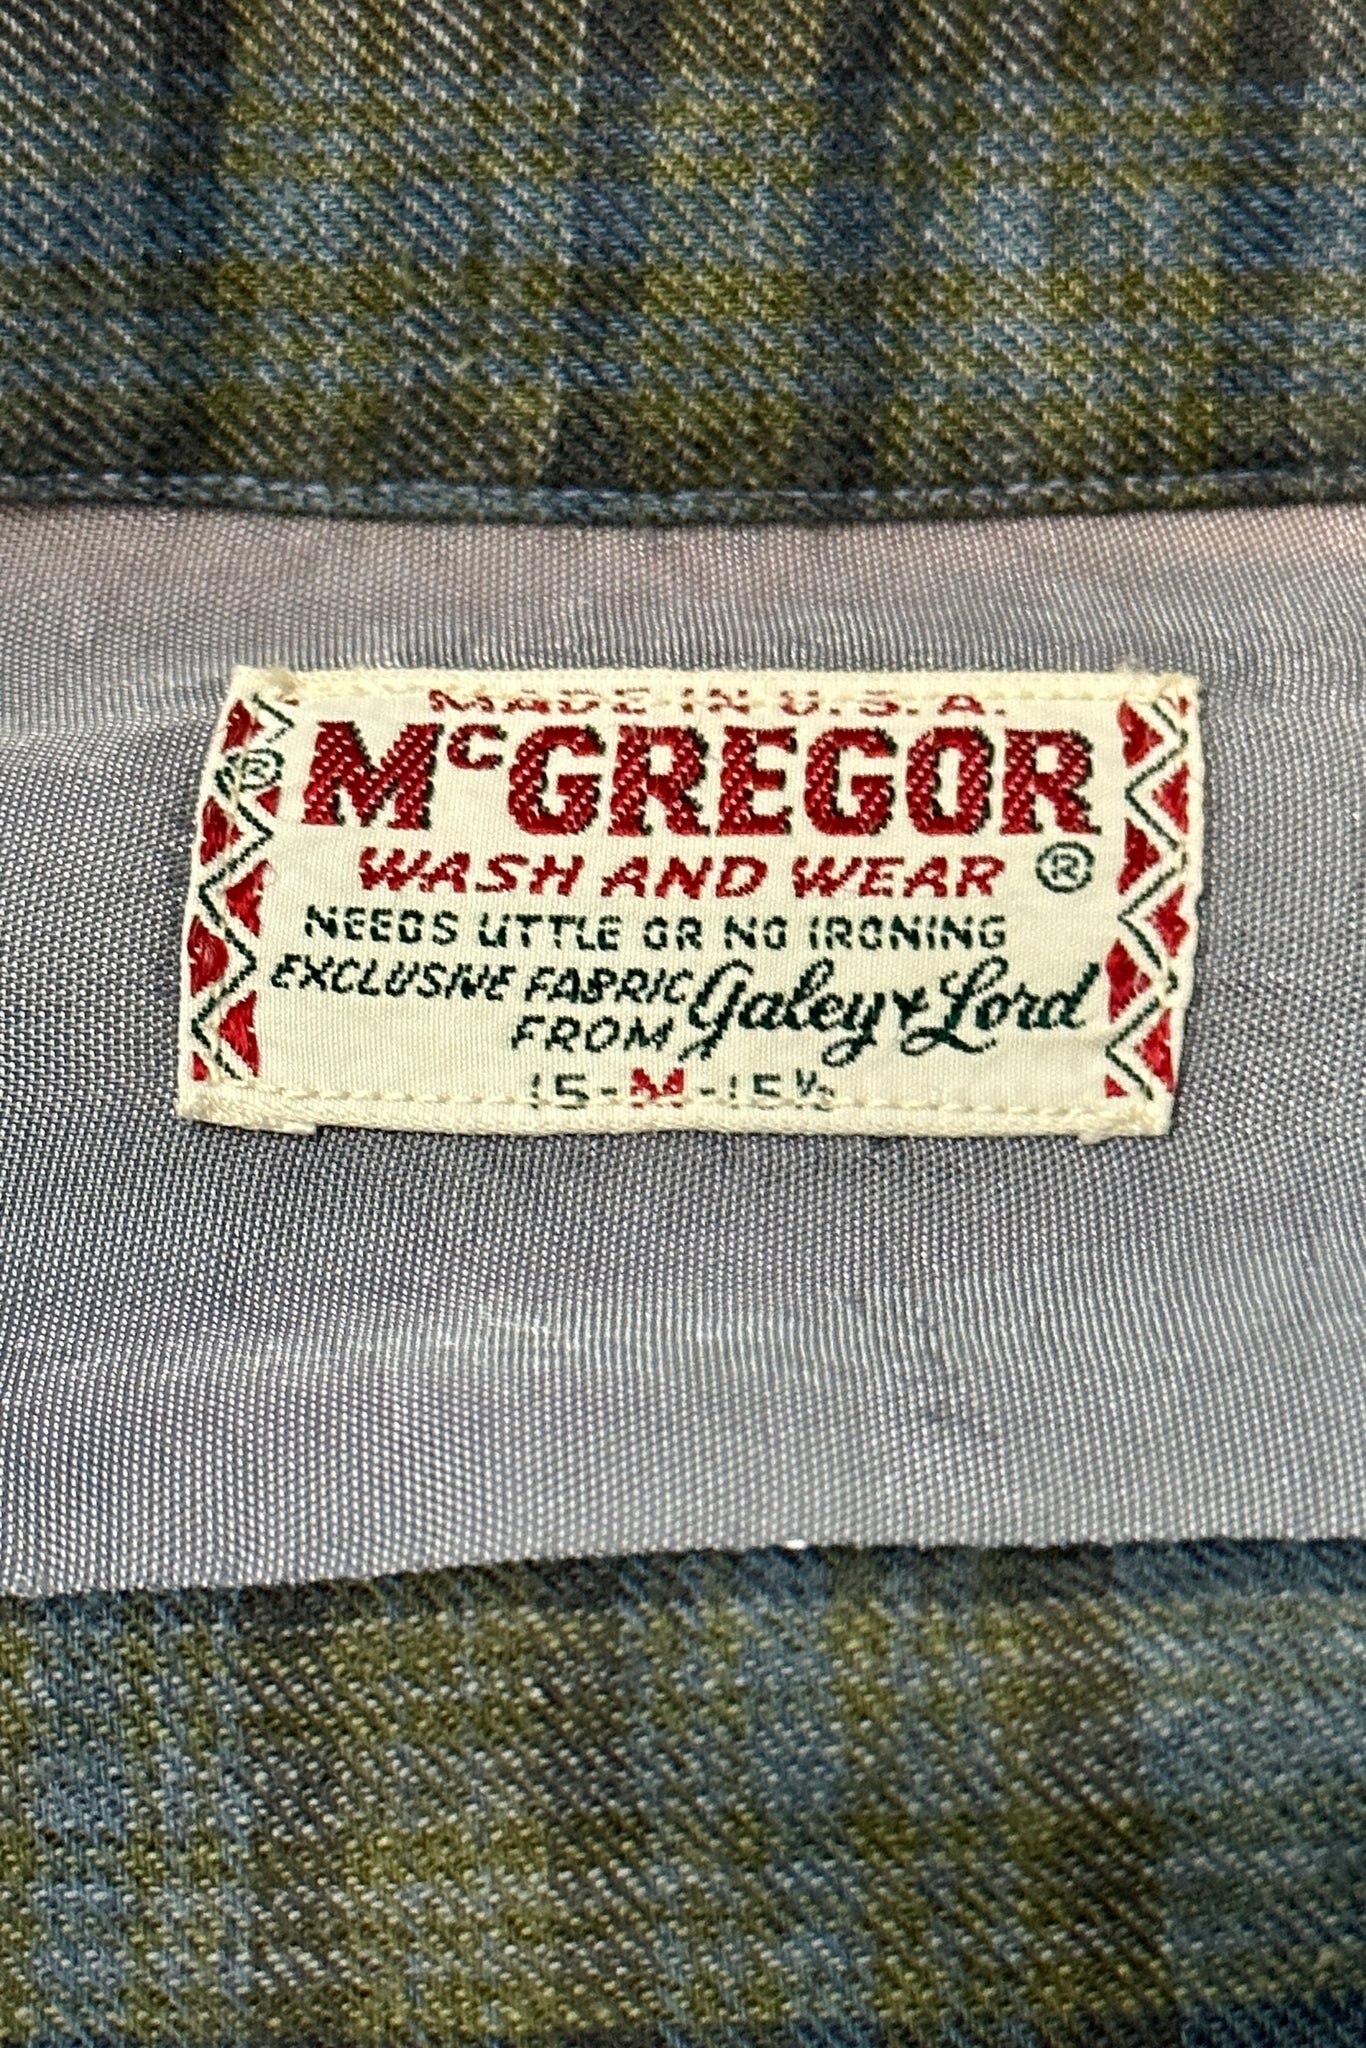 MADE IN U.S.A.
® McGREGOR
WASH AND WEAR ®
NEEDS LITTLE OR NO IRONING
EXCLUSIVE FABRIC Galey & Lord
FROM
15-M-15½